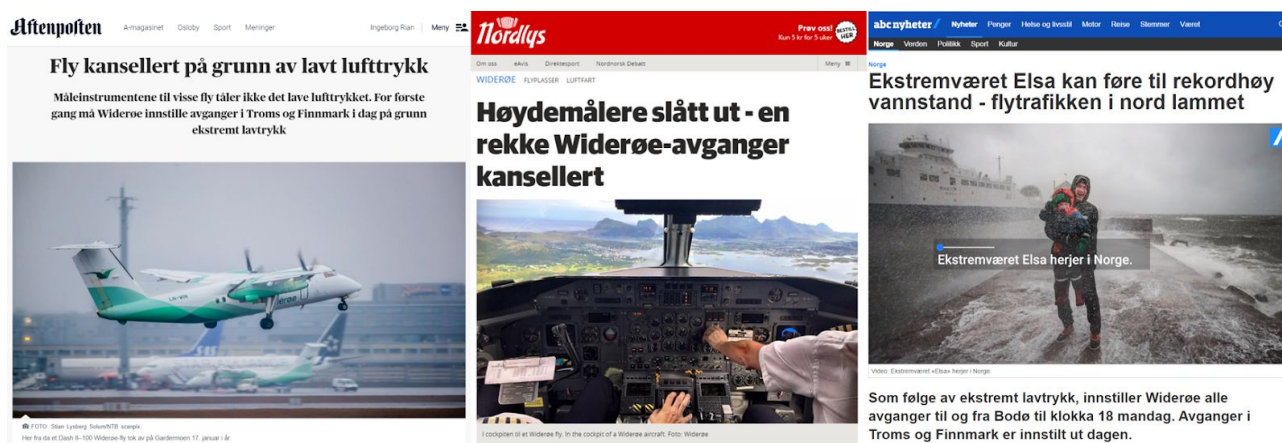 Aftenposten
A-magasinet Osloby Sport Meninger
Ingeborg Rian Meny
Fly kansellert på grunn av lavt lufttrykk
Måleinstrumentene til visse fly tåler ikke det lave lufttrykket. For første
gang må Widerøe innstille avganger i Troms og Finnmark i dag på grunn
ekstremt lavtrykk
FOTO: Stian Lysberg Solum/NTB scanpix
Her fra da et Dash 8-100 Widerøe-fly tok av på Gardermoen 17. januar i år.
Nordlys
Prøv oss!
Kun 5 kr for 5 uker
BESTILL
HER
Om oss eAvis Direktesport Nordnorsk Debatt
Meny
WIDERØE FLYPLASSER LUFTFART
Høydemålere slått ut - en
rekke Widerøe-avganger
kansellert
I cockpiten til et Widerøe fly. In the cockpit of a Widerøe aircraft. Foto: Widerøe
abc nyheter
Nyheter Penger Helse og livsstil Motor Reise Stemmer Været
Norge Verden Politikk Sport Kultur
Norge
Ekstremværet Elsa kan føre til rekordhøy
vannstand - flytrafikken i nord lammet
Ekstremværet Elsa herjer i Norge.
Video: Ekstremværet «Elsa» herjer i Norge.
Som følge av ekstremt lavtrykk, innstiller Widerøe alle
avganger til og fra Bodø til klokka 18 mandag. Avganger i
Troms og Finnmark er innstilt ut dagen.